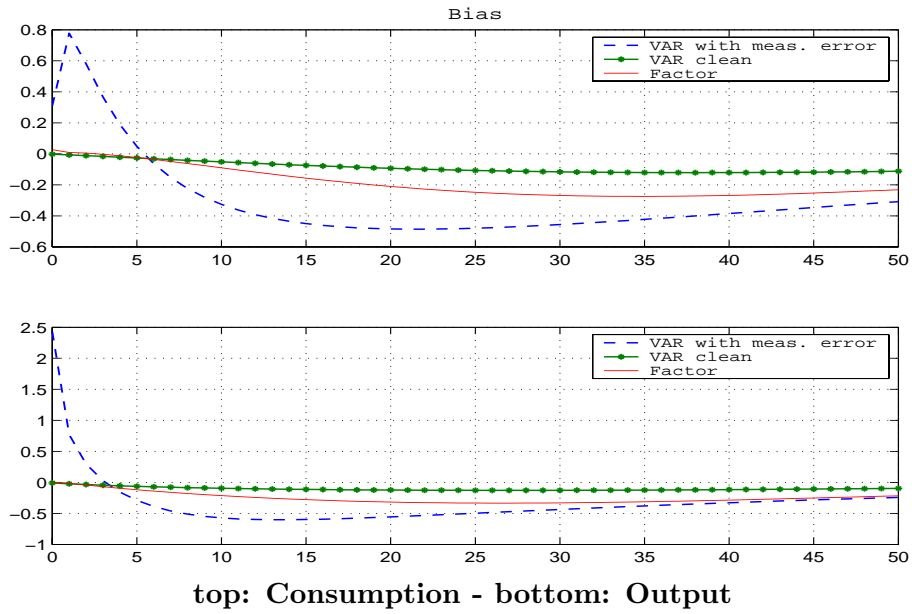 Bias
0.8
0.6
0.4
0.2
0
−0.2
−0.4
−0.6
VAR with meas. error
VAR clean
Factor
0 5 10 15 20 25 30 35 40 45 50
2.5
2
1.5
1
0.5
0
−0.5
−1
VAR with meas. error
VAR clean
Factor
0 5 10 15 20 25 30 35 40 45 50
top: Consumption - bottom: Output